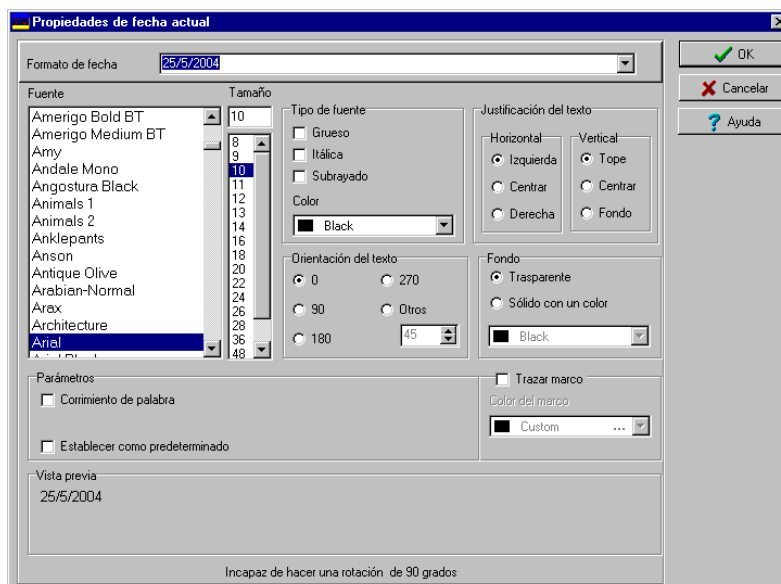 Propiedades de fecha actual
Formato de fecha
25/5/2004
OK
Cancelar
Ayuda
Fuente
Amerigo Bold BT
Amerigo Medium BT
Amy
Andale Mono
Angostura Black
Animals 1
Animals 2
Anklepants
Anson
Antique Olive
Arabian-Normal
Arax
Architecture
Arial
Tamaño
10
8
9
10
11
12
13
14
16
18
20
22
24
26
28
36
48
Tipo de fuente
Grueso
Itálica
Subrayado
Color
Black
Justificación del texto
Horizontal
Izquierda
Centrar
Derecha
Vertical
Tope
Centrar
Fondo
Orientación del texto
0
270
90
Otros
180
45
Fondo
Trasparente
Sólido con un color
Black
Parámetros
Corrimiento de palabra
Establecer como predeterminado
Trazar marco
Color del marco
Custom ...
Vista previa
25/5/2004
Incapaz de hacer una rotación de 90 grados